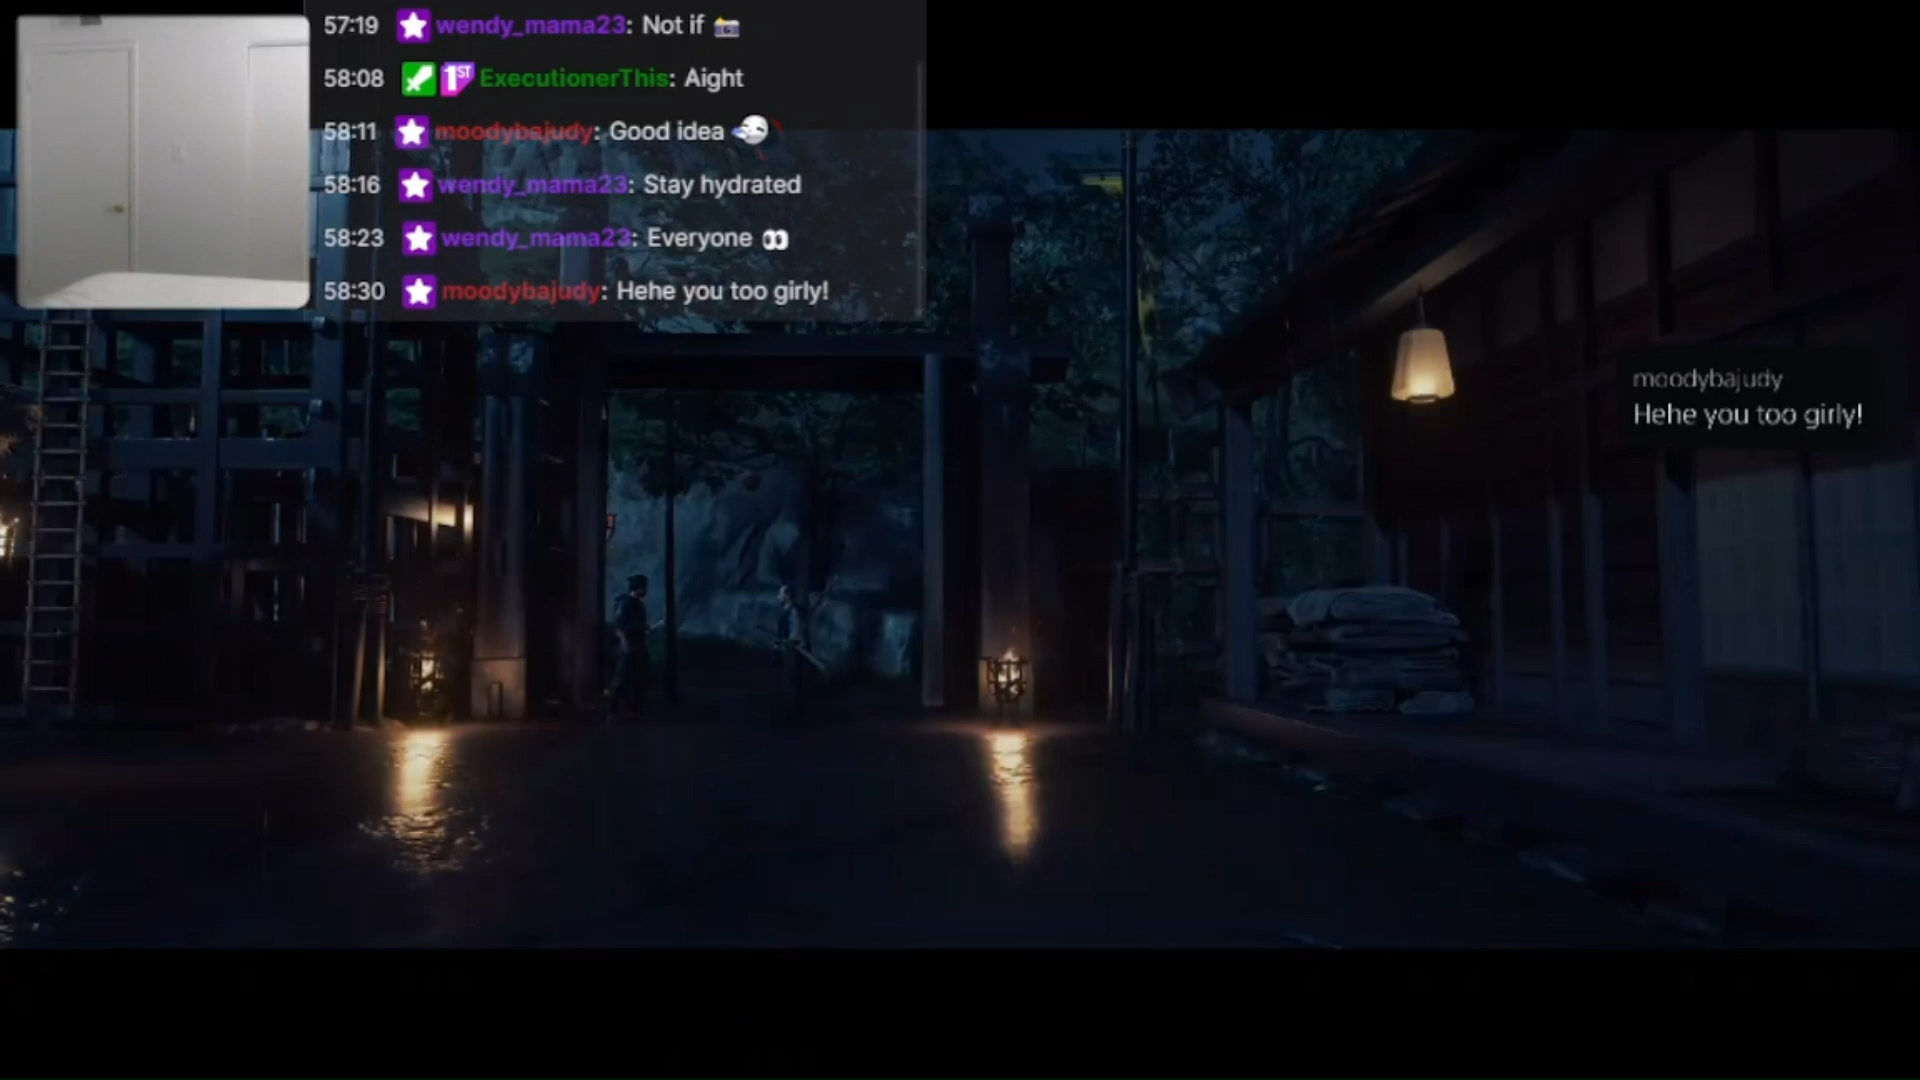 57:19 wendy_mama23: Not if
58:08 1ST ExecutionerThis: Aight
58:11 moodybajudy: Good idea
58:16 wendy_mama23: Stay hydrated
58:23 wendy_mama23: Everyone 👀
58:30 moodybajudy: Hehe you too girly!
moodybajudy
Hehe you too girly!